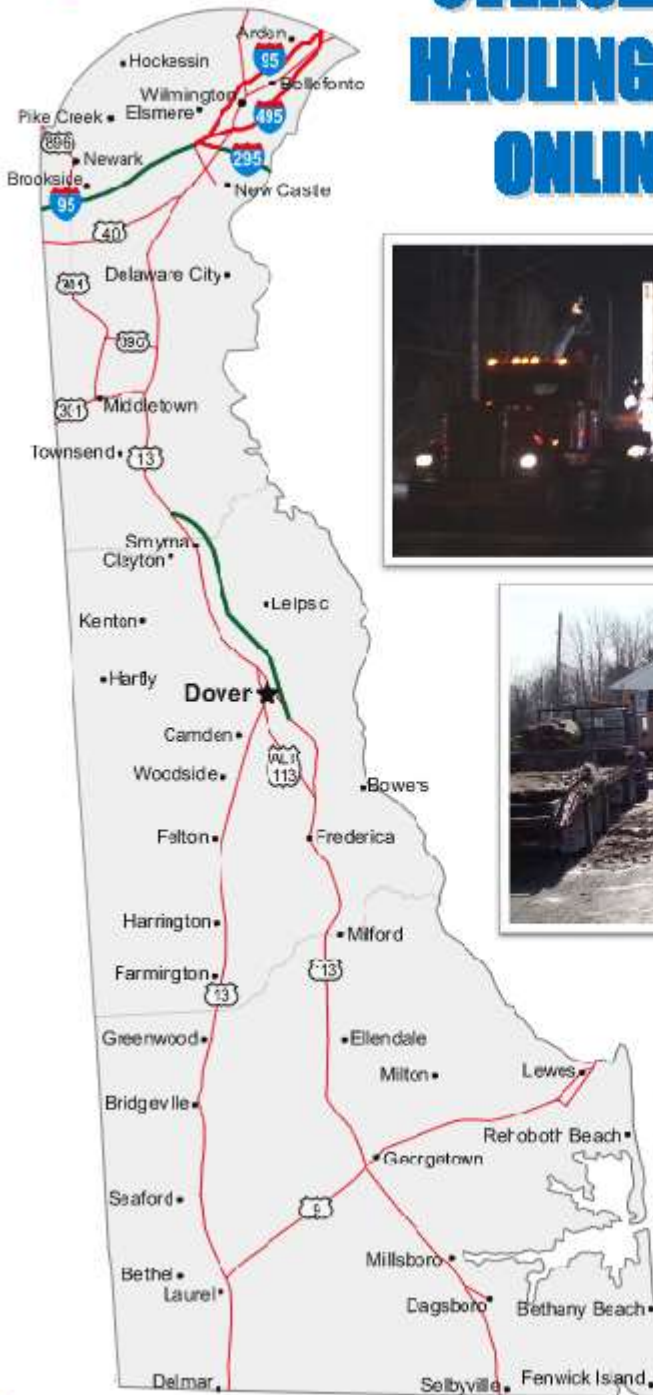 HAULING
ONLIN
Arden
95
Hockessin
Bellefonte
Wilmington
Elsmere
495
Pike Creek
896
Newark
295
Brookside
New Castle
95
40
Delaware City
Middletown
Townsend
13
Smyrna
Clayton
Leipsc
Kenton
Hartly
Dover
Camden
ALT
113
Woodside
Bowers
Felton
Frederica
Harrington
Milford
Farmington
13
113
Greenwood
Ellendale
Milton
Lewes
Bridgeville
Rehoboth Beach
Georgetown
Seaford
9
Millsboro
Bethel
Laurel
Dagsboro
Bethany Beach
Delmar
Selbyville
Fenwick Island